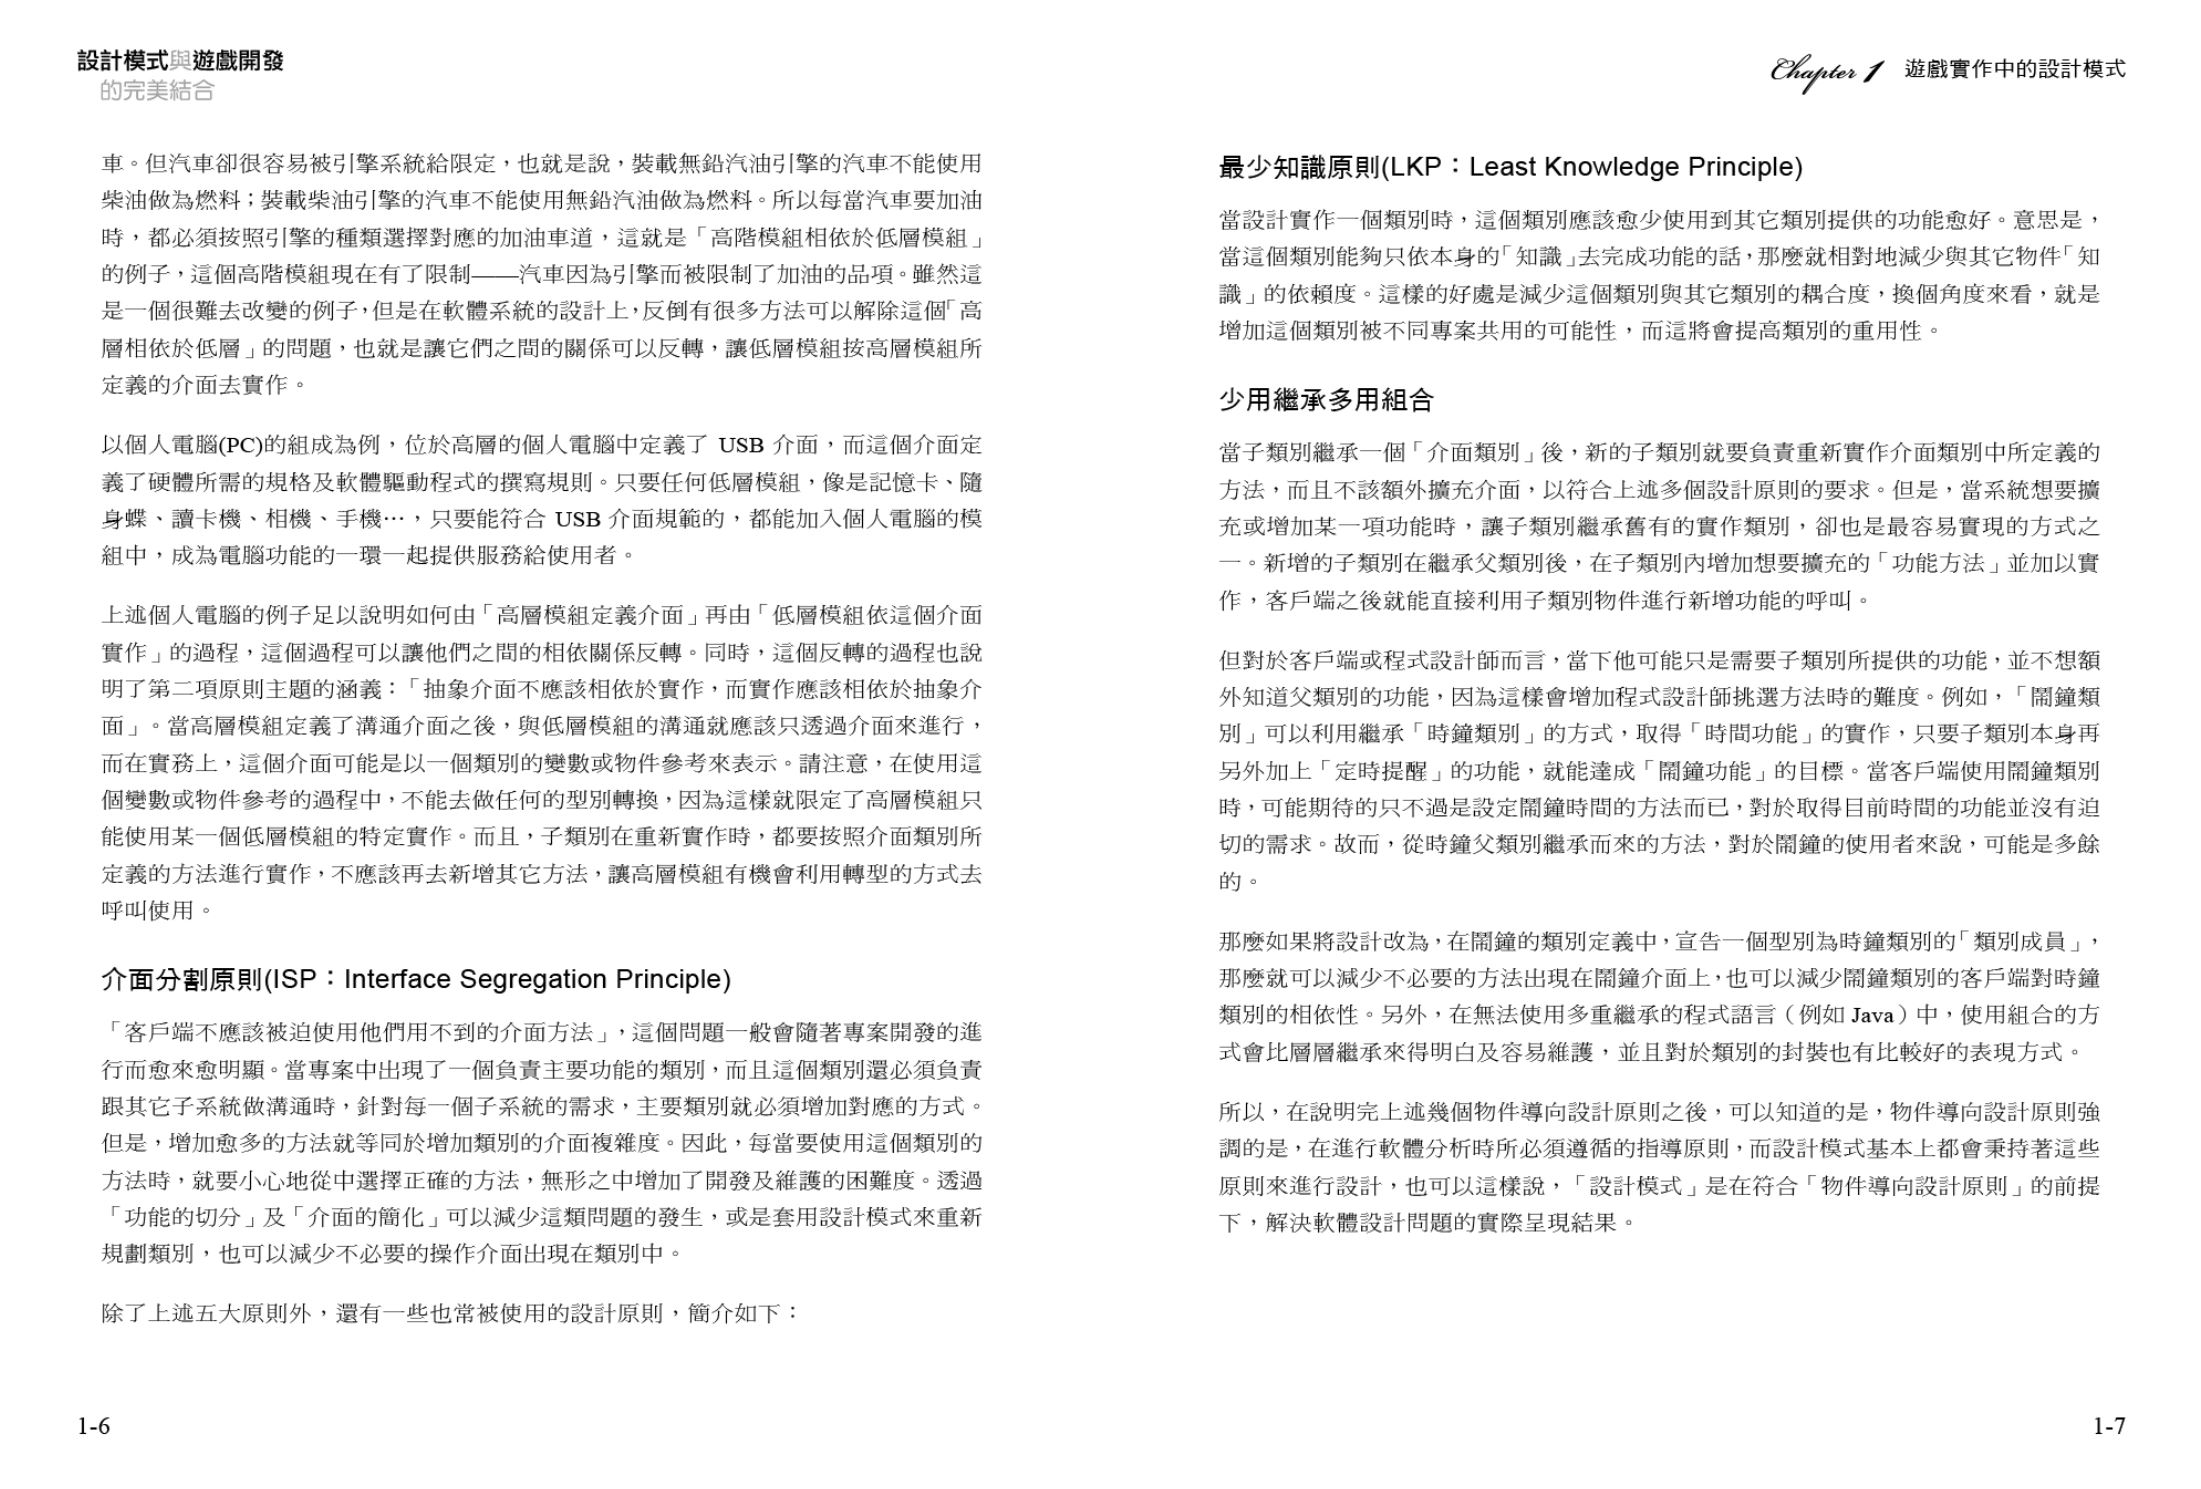 設計模式與遊戲開發
的完美結合
車。但汽車卻很容易被引擎系統給限定，也就是說，裝載無鉛汽油引擎的汽車不能使用
柴油做為燃料；裝載柴油引擎的汽車不能使用無鉛汽油做為燃料。所以每當汽車要加油
時，都必須按照引擎的種類選擇對應的加油車道，這就是「高階模組相依於低層模組」
的例子，這個高階模組現在有了限制——汽車因為引擎而被限制了加油的品項。雖然這
是一個很難去改變的例子，但是在軟體系統的設計上，反倒有很多方法可以解除這個「高
層相依於低層」的問題，也就是讓它們之間的關係可以反轉，讓低層模組按高層模組所
定義的介面去實作。
以個人電腦(PC)的組成為例，位於高層的個人電腦中定義了 USB 介面，而這個介面定
義了硬體所需的規格及軟體驅動程式的撰寫規則。只要任何低層模組，像是記憶卡、隨
身蝶、讀卡機、相機、手機…，只要能符合 USB 介面規範的，都能加入個人電腦的模
組中，成為電腦功能的一環一起提供服務給使用者。
上述個人電腦的例子足以說明如何由「高層模組定義介面」再由「低層模組依這個介面
實作」的過程，這個過程可以讓他們之間的相依關係反轉。同時，這個反轉的過程也說
明了第二項原則主題的涵義：「抽象介面不應該相依於實作，而實作應該相依於抽象介
面」。當高層模組定義了溝通介面之後，與低層模組的溝通就應該只透過介面來進行，
而在實務上，這個介面可能是以一個類別的變數或物件參考來表示。請注意，在使用這
個變數或物件參考的過程中，不能去做任何的型別轉換，因為這樣就限定了高層模組只
能使用某一個低層模組的特定實作。而且，子類別在重新實作時，都要按照介面類別所
定義的方法進行實作，不應該再去新增其它方法，讓高層模組有機會利用轉型的方式去
呼叫使用。
介面分割原則(ISP：Interface Segregation Principle)
「客戶端不應該被迫使用他們用不到的介面方法」，這個問題一般會隨著專案開發的進
行而愈來愈明顯。當專案中出現了一個負責主要功能的類別，而且這個類別還必須負責
跟其它子系統做溝通時，針對每一個子系統的需求，主要類別就必須增加對應的方式。
但是，增加愈多的方法就等同於增加類別的介面複雜度。因此，每當要使用這個類別的
方法時，就要小心地從中選擇正確的方法，無形之中增加了開發及維護的困難度。透過
「功能的切分」及「介面的簡化」可以減少這類問題的發生，或是套用設計模式來重新
規劃類別，也可以減少不必要的操作介面出現在類別中。
除了上述五大原則外，還有一些也常被使用的設計原則，簡介如下：
1-6
Chapter 1 遊戲實作中的設計模式
最少知識原則(LKP：Least Knowledge Principle)
當設計實作一個類別時，這個類別應該愈少使用到其它類別提供的功能愈好。意思是，
當這個類別能夠只依本身的「知識」去完成功能的話，那麼就相對地減少與其它物件「知
識」的依賴度。這樣的好處是減少這個類別與其它類別的耦合度，換個角度來看，就是
增加這個類別被不同專案共用的可能性，而這將會提高類別的重用性。
少用繼承多用組合
當子類別繼承一個「介面類別」後，新的子類別就要負責重新實作介面類別中所定義的
方法，而且不該額外擴充介面，以符合上述多個設計原則的要求。但是，當系統想要擴
充或增加某一項功能時，讓子類別繼承舊有的實作類別，卻也是最容易實現的方式之
一。新增的子類別在繼承父類別後，在子類別內增加想要擴充的「功能方法」並加以實
作，客戶端之後就能直接利用子類別物件進行新增功能的呼叫。
但對於客戶端或程式設計師而言，當下他可能只是需要子類別所提供的功能，並不想額
外知道父類別的功能，因為這樣會增加程式設計師挑選方法時的難度。例如，「鬧鐘類
別」可以利用繼承「時鐘類別」的方式，取得「時間功能」的實作，只要子類別本身再
另外加上「定時提醒」的功能，就能達成「鬧鐘功能」的目標。當客戶端使用鬧鐘類別
時，可能期待的只不過是設定鬧鐘時間的方法而已，對於取得目前時間的功能並沒有迫
切的需求。故而，從時鐘父類別繼承而來的方法，對於鬧鐘的使用者來說，可能是多餘
的。
那麼如果將設計改為，在鬧鐘的類別定義中，宣告一個型別為時鐘類別的「類別成員」，
那麼就可以減少不必要的方法出現在鬧鐘介面上，也可以減少鬧鐘類別的客戶端對時鐘
類別的相依性。另外，在無法使用多重繼承的程式語言（例如 Java）中，使用組合的方
式會比層層繼承來得明白及容易維護，並且對於類別的封裝也有比較好的表現方式。
所以，在說明完上述幾個物件導向設計原則之後，可以知道的是，物件導向設計原則強
調的是，在進行軟體分析時所必須遵循的指導原則，而設計模式基本上都會秉持著這些
原則來進行設計，也可以這樣說，「設計模式」是在符合「物件導向設計原則」的前提
下，解決軟體設計問題的實際呈現結果。
1-7